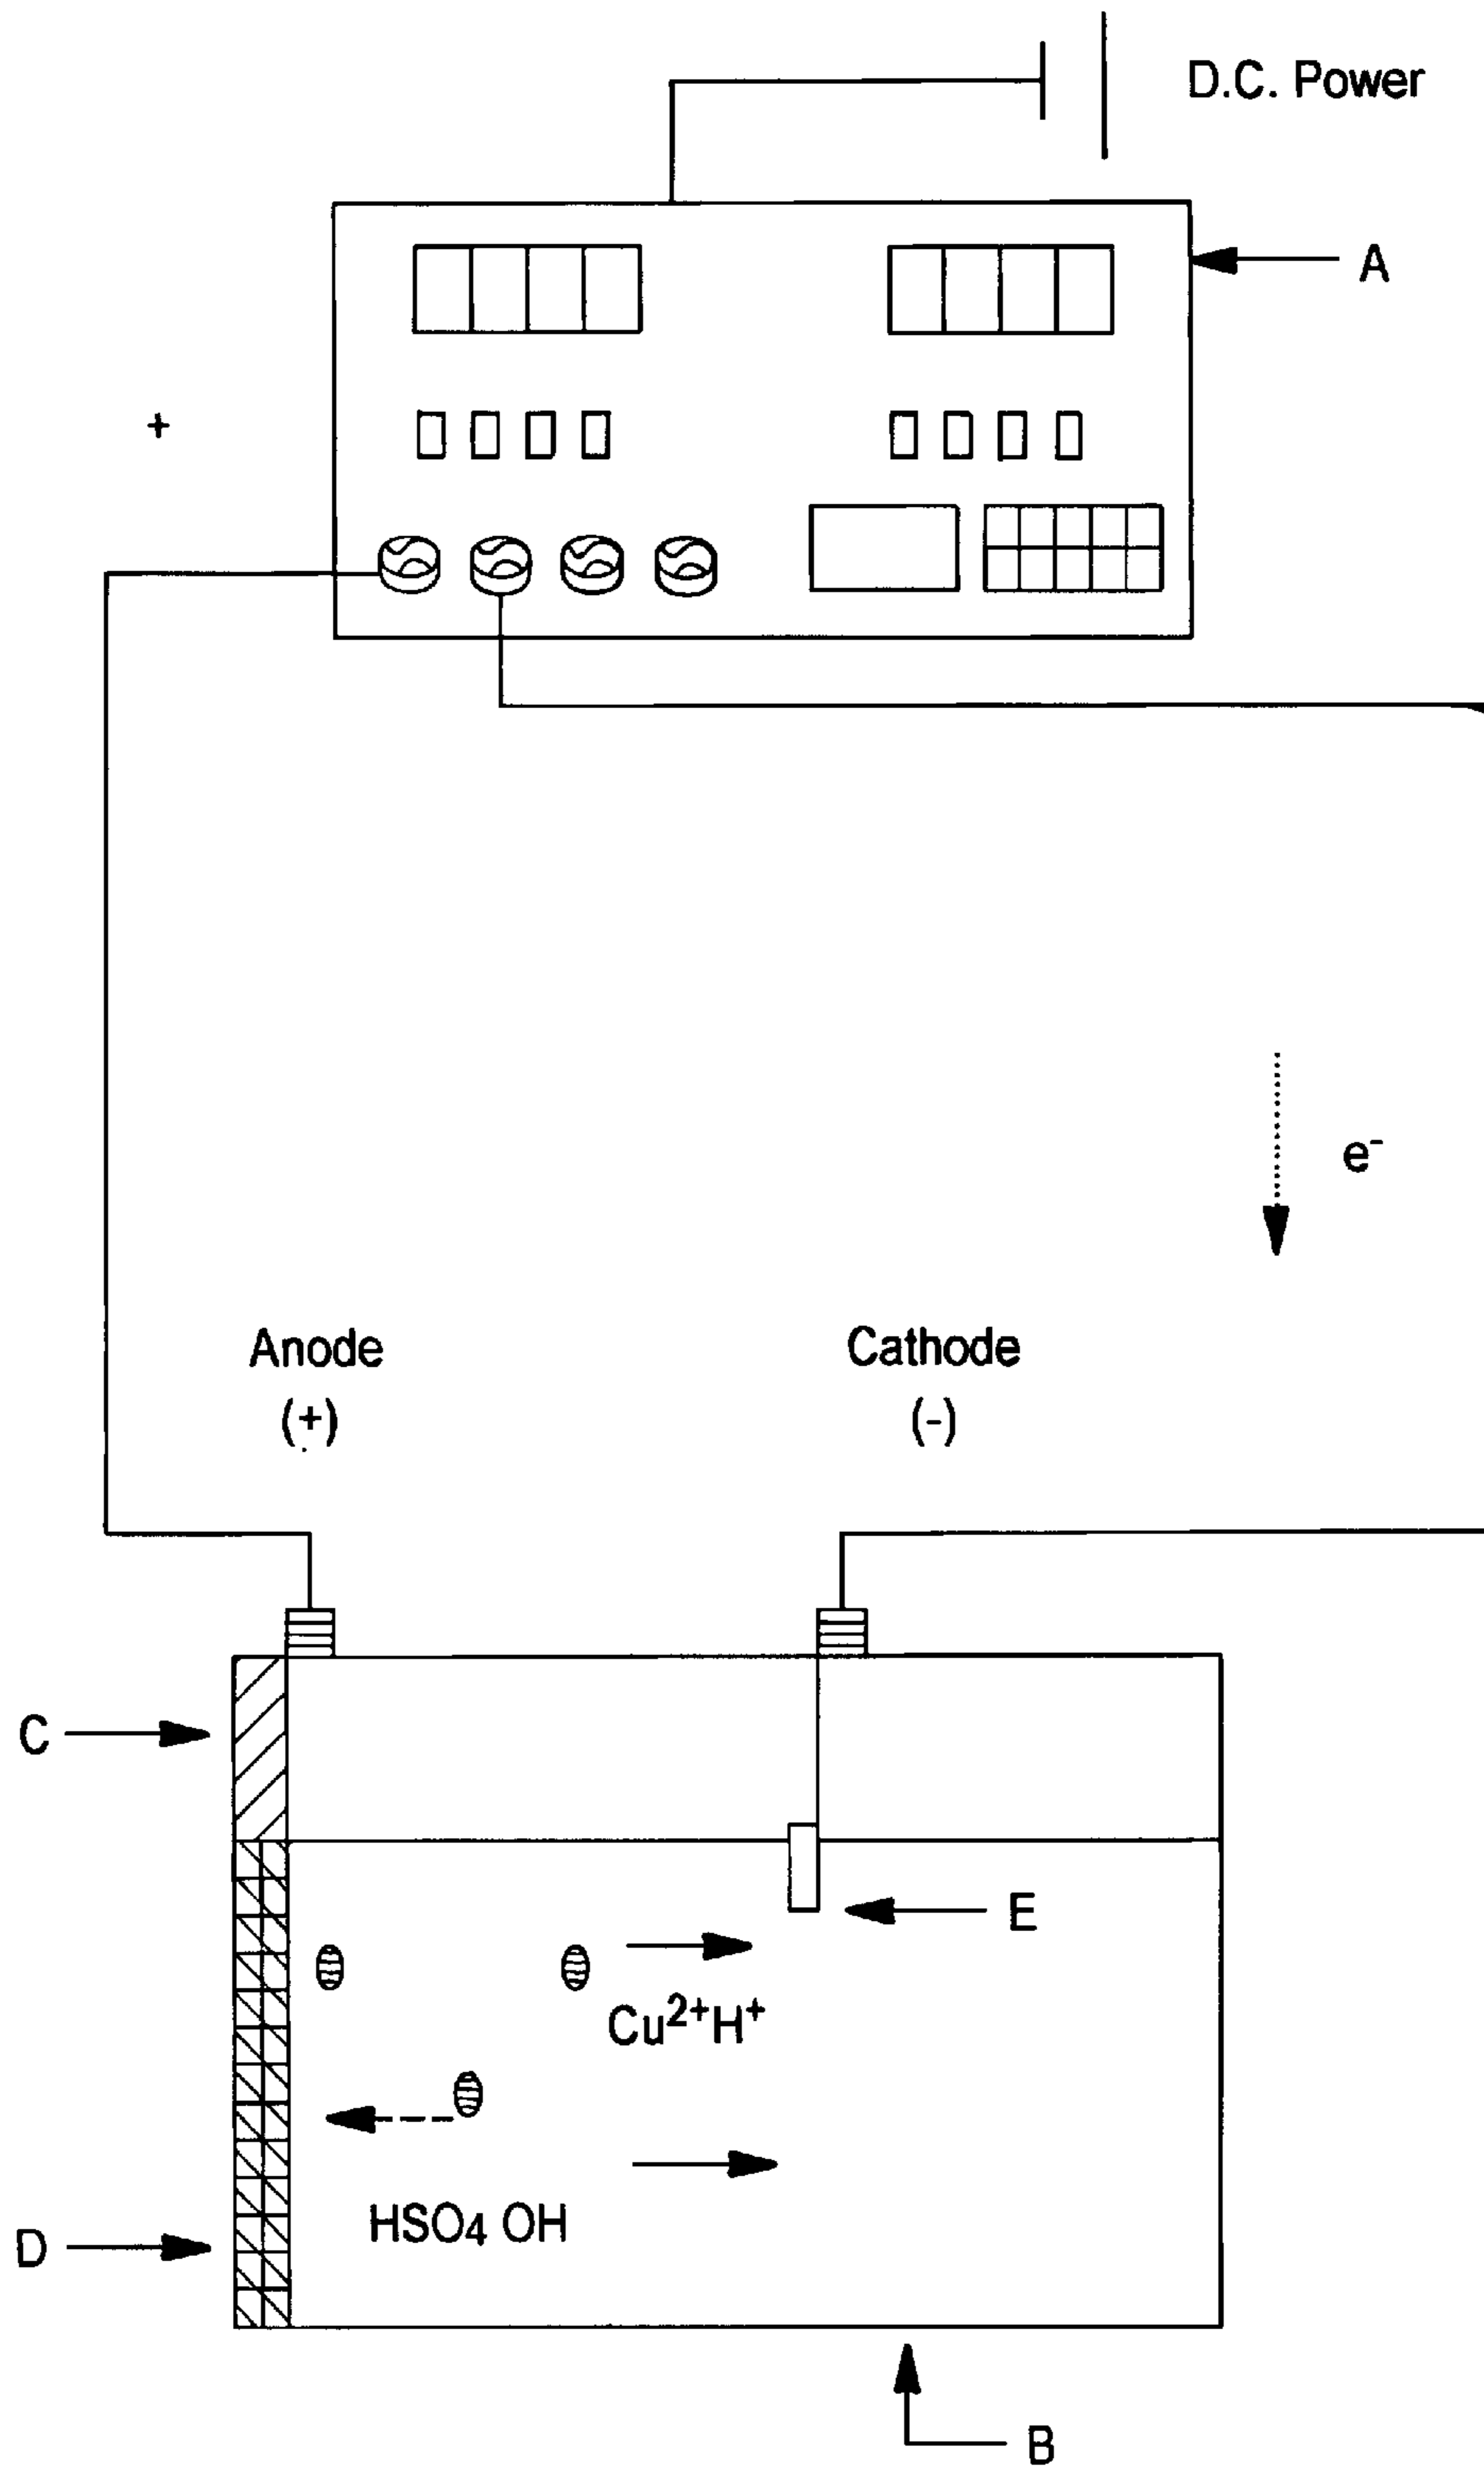 D.C. Power
A
+
e⁻
Anode
(+)
Cathode
(-)
C
E
Cu²⁺H⁺
HSO₄ OH
D
B